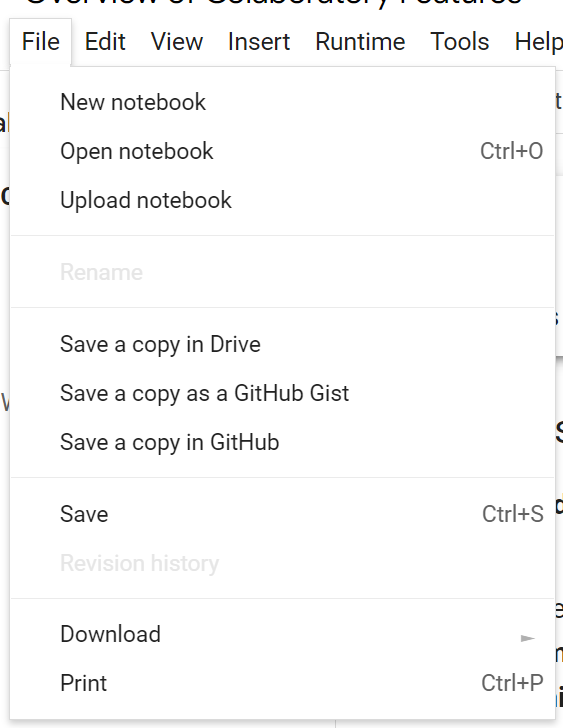 Overview of Colaboratory Features
File Edit View Insert Runtime Tools Help
New notebook
Open notebook Ctrl+O
Upload notebook
Rename
Save a copy in Drive
Save a copy as a GitHub Gist
Save a copy in GitHub
Save Ctrl+S
Revision history
Download
Print Ctrl+P